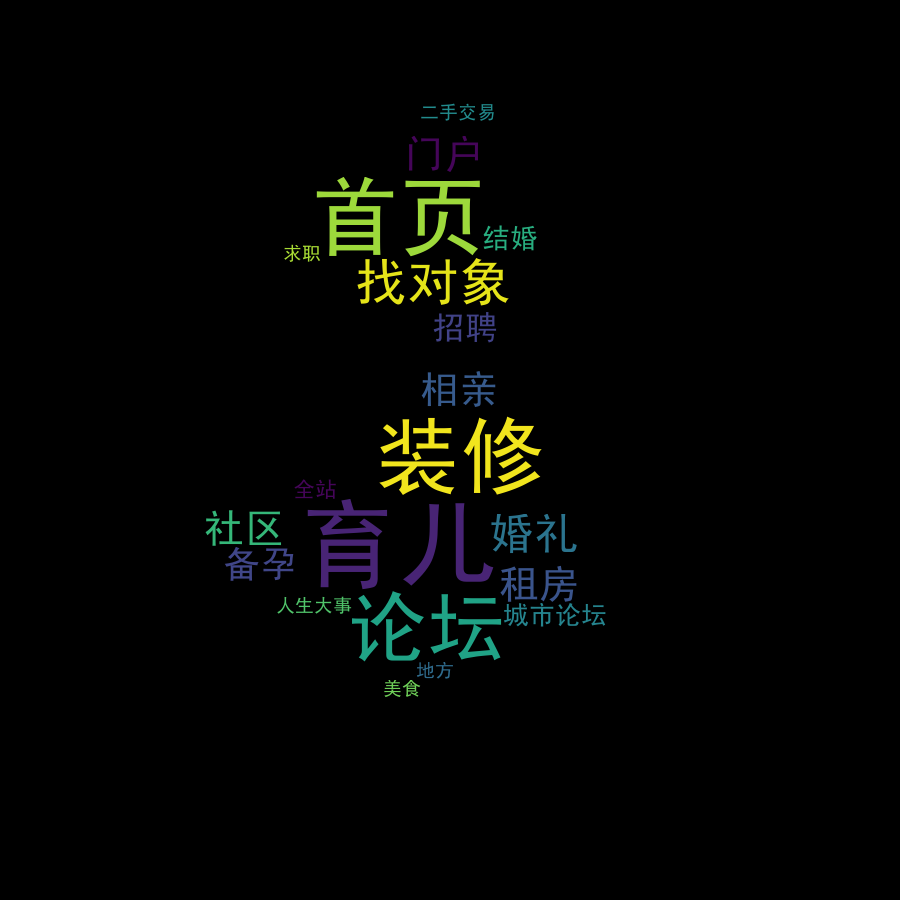 二手交易
门户
首页
结婚
求职
找对象
招聘
相亲
装修
全站
育儿
社区
婚礼
备孕
租房
人生大事
城市论坛
论坛
地方
美食